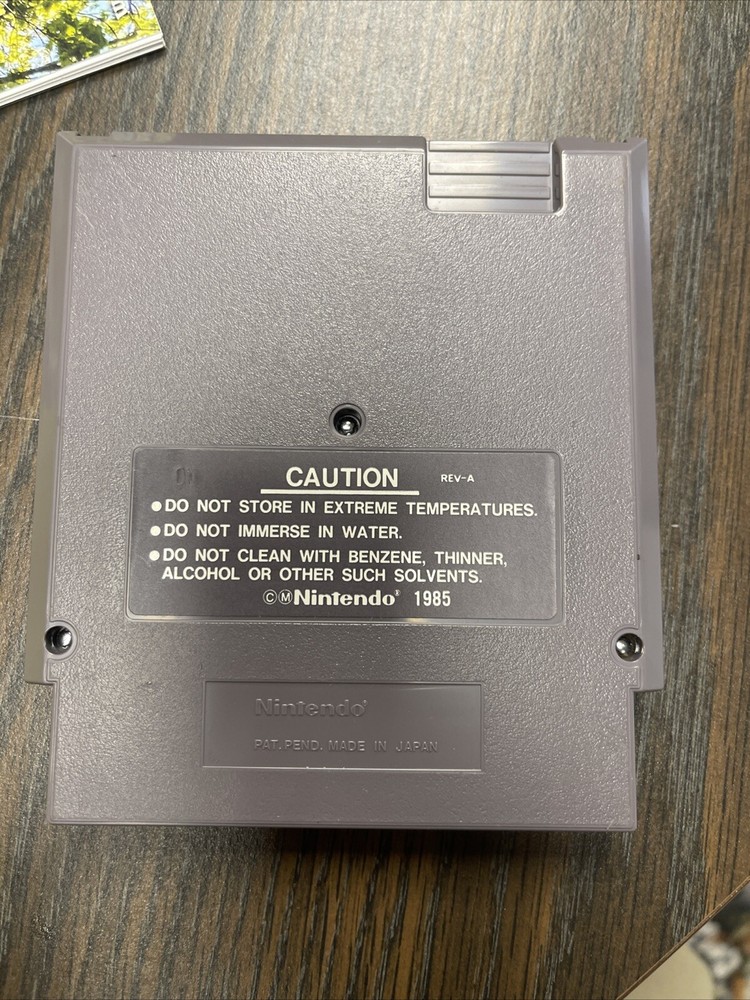 CAUTION REV-A
●DO NOT STORE IN EXTREME TEMPERATURES.
●DO NOT IMMERSE IN WATER.
●DO NOT CLEAN WITH BENZENE, THINNER,
ALCOHOL OR OTHER SUCH SOLVENTS.
ⒸⓂNintendo® 1985
Nintendo®
PAT. PEND. MADE IN JAPAN